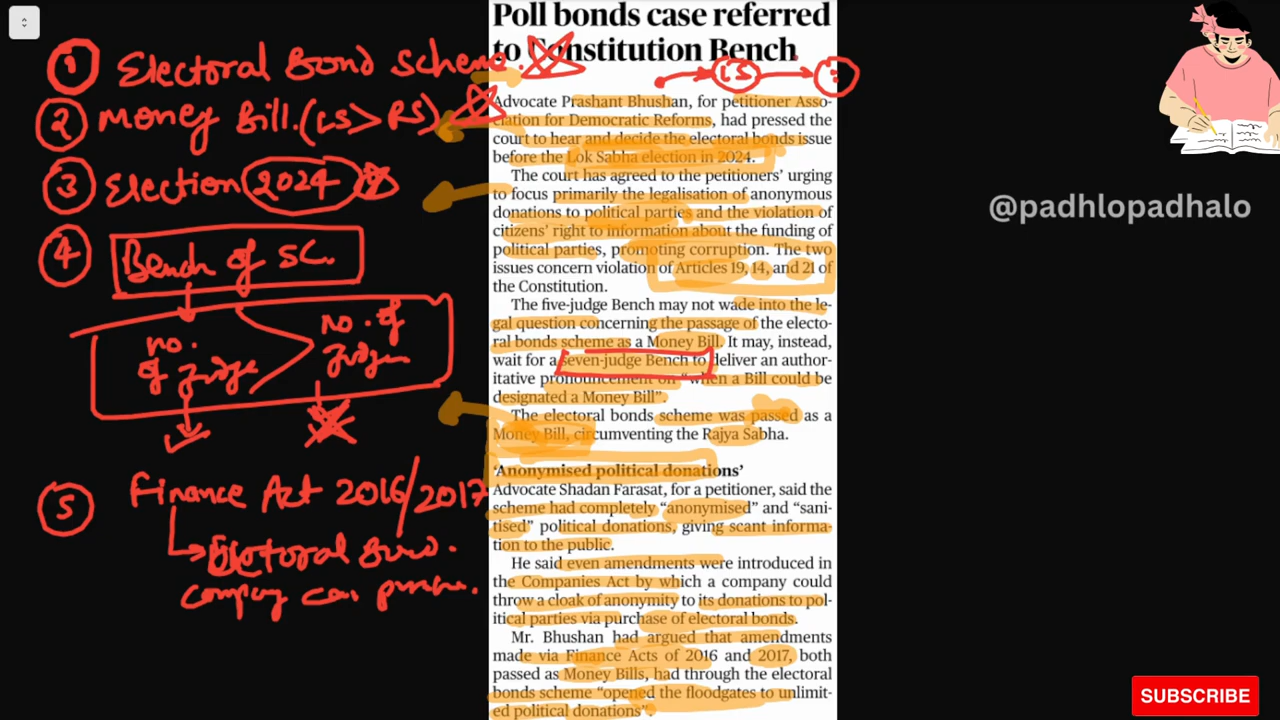 ① Electoral Bond Scheme.
② Money Bill. (LS > RS)
③ Election 2024
④ Bench of SC.
no. of Judge
no. of Judges
⑤ Finance Act 2016/2017
Electoral Bond.
company can purchase.
Poll bonds case referred
to Constitution Bench
Advocate Prashant Bhushan, for petitioner Asso-
ciation for Democratic Reforms, had pressed the
court to hear and decide the electoral bonds issue
before the Lok Sabha election in 2024.
The court has agreed to the petitioners’ urging
to focus primarily the legalisation of anonymous
donations to political parties and the violation of
citizens’ right to information about the funding of
political parties, promoting corruption. The two
issues concern violation of Articles 19, 14, and 21 of
the Constitution.
The five-judge Bench may not wade into the le-
gal question concerning the passage of the electo-
ral bonds scheme as a Money Bill. It may, instead,
wait for a seven-judge Bench to deliver an author-
itative pronouncement on “when a Bill could be
designated a Money Bill”.
The electoral bonds scheme was passed as a
Money Bill, circumventing the Rajya Sabha.
‘Anonymised political donations’
Advocate Shadan Farasat, for a petitioner, said the
scheme had completely “anonymised” and “sani-
tised” political donations, giving scant informa-
tion to the public.
He said even amendments were introduced in
the Companies Act by which a company could
throw a cloak of anonymity to its donations to pol-
itical parties via purchase of electoral bonds.
Mr. Bhushan had argued that amendments
made via Finance Acts of 2016 and 2017, both
passed as Money Bills, had through the electoral
bonds scheme “opened the floodgates to unlimit-
ed political donations”.
@padhlopadhalo
SUBSCRIBE